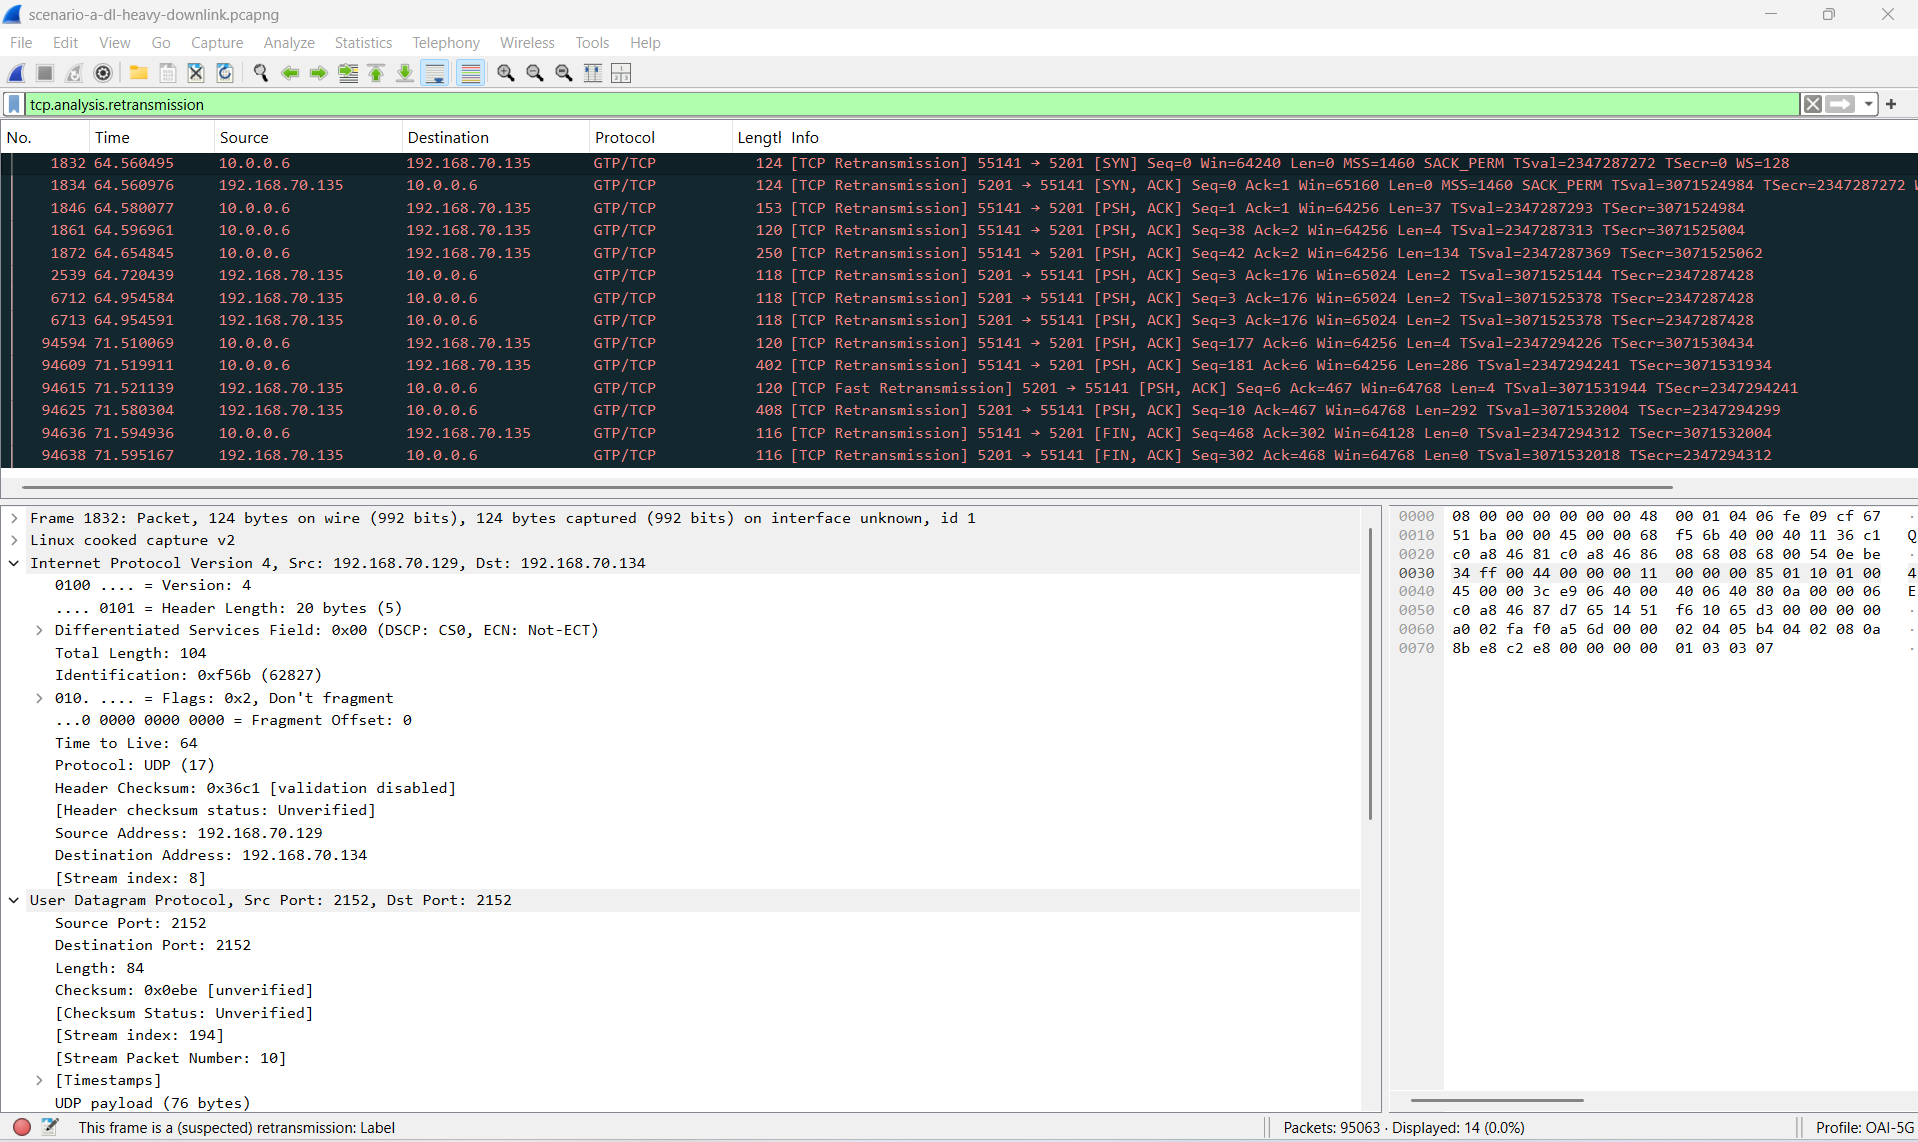 scenario-a-dl-heavy-downlink.pcapng
File Edit View Go Capture Analyze Statistics Telephony Wireless Tools Help
tcp.analysis.retransmission
No. Time Source Destination Protocol Lengtl Info
1832 64.560495 10.0.0.6 192.168.70.135 GTP/TCP 124 [TCP Retransmission] 55141 → 5201 [SYN] Seq=0 Win=64240 Len=0 MSS=1460 SACK_PERM TSval=2347287272 TSecr=0 WS=128
1834 64.560976 192.168.70.135 10.0.0.6 GTP/TCP 124 [TCP Retransmission] 5201 → 55141 [SYN, ACK] Seq=0 Ack=1 Win=65160 Len=0 MSS=1460 SACK_PERM TSval=3071524984 TSecr=2347287272
1846 64.580077 10.0.0.6 192.168.70.135 GTP/TCP 153 [TCP Retransmission] 55141 → 5201 [PSH, ACK] Seq=1 Ack=1 Win=64256 Len=37 TSval=2347287293 TSecr=3071524984
1861 64.596961 10.0.0.6 192.168.70.135 GTP/TCP 120 [TCP Retransmission] 55141 → 5201 [PSH, ACK] Seq=38 Ack=2 Win=64256 Len=4 TSval=2347287313 TSecr=3071525004
1872 64.654845 10.0.0.6 192.168.70.135 GTP/TCP 250 [TCP Retransmission] 55141 → 5201 [PSH, ACK] Seq=42 Ack=2 Win=64256 Len=134 TSval=2347287369 TSecr=3071525062
2539 64.720439 192.168.70.135 10.0.0.6 GTP/TCP 118 [TCP Retransmission] 5201 → 55141 [PSH, ACK] Seq=3 Ack=176 Win=65024 Len=2 TSval=3071525144 TSecr=2347287428
6712 64.954584 192.168.70.135 10.0.0.6 GTP/TCP 118 [TCP Retransmission] 5201 → 55141 [PSH, ACK] Seq=3 Ack=176 Win=65024 Len=2 TSval=3071525378 TSecr=2347287428
6713 64.954591 192.168.70.135 10.0.0.6 GTP/TCP 118 [TCP Retransmission] 5201 → 55141 [PSH, ACK] Seq=3 Ack=176 Win=65024 Len=2 TSval=3071525378 TSecr=2347287428
94594 71.510069 10.0.0.6 192.168.70.135 GTP/TCP 120 [TCP Retransmission] 55141 → 5201 [PSH, ACK] Seq=177 Ack=6 Win=64256 Len=4 TSval=2347294226 TSecr=3071530434
94609 71.519911 10.0.0.6 192.168.70.135 GTP/TCP 402 [TCP Retransmission] 55141 → 5201 [PSH, ACK] Seq=181 Ack=6 Win=64256 Len=286 TSval=2347294241 TSecr=3071531934
94615 71.521139 192.168.70.135 10.0.0.6 GTP/TCP 120 [TCP Fast Retransmission] 5201 → 55141 [PSH, ACK] Seq=6 Ack=467 Win=64768 Len=4 TSval=3071531944 TSecr=2347294241
94625 71.580304 192.168.70.135 10.0.0.6 GTP/TCP 408 [TCP Retransmission] 5201 → 55141 [PSH, ACK] Seq=10 Ack=467 Win=64768 Len=292 TSval=3071532004 TSecr=2347294299
94636 71.594936 10.0.0.6 192.168.70.135 GTP/TCP 116 [TCP Retransmission] 55141 → 5201 [FIN, ACK] Seq=468 Ack=302 Win=64128 Len=0 TSval=2347294312 TSecr=3071532004
94638 71.595167 192.168.70.135 10.0.0.6 GTP/TCP 116 [TCP Retransmission] 5201 → 55141 [FIN, ACK] Seq=302 Ack=468 Win=64768 Len=0 TSval=3071532018 TSecr=2347294312
Frame 1832: Packet, 124 bytes on wire (992 bits), 124 bytes captured (992 bits) on interface unknown, id 1
Linux cooked capture v2
Internet Protocol Version 4, Src: 192.168.70.129, Dst: 192.168.70.134
0100 .... = Version: 4
.... 0101 = Header Length: 20 bytes (5)
Differentiated Services Field: 0x00 (DSCP: CS0, ECN: Not-ECT)
Total Length: 104
Identification: 0xf56b (62827)
010. .... = Flags: 0x2, Don't fragment
...0 0000 0000 0000 = Fragment Offset: 0
Time to Live: 64
Protocol: UDP (17)
Header Checksum: 0x36c1 [validation disabled]
[Header checksum status: Unverified]
Source Address: 192.168.70.129
Destination Address: 192.168.70.134
[Stream index: 8]
User Datagram Protocol, Src Port: 2152, Dst Port: 2152
Source Port: 2152
Destination Port: 2152
Length: 84
Checksum: 0x0ebe [unverified]
[Checksum Status: Unverified]
[Stream index: 194]
[Stream Packet Number: 10]
[Timestamps]
UDP payload (76 bytes)
0000 08 00 00 00 00 00 00 48 00 01 04 06 fe 09 cf 67 ·
0010 51 ba 00 00 45 00 00 68 f5 6b 40 00 40 11 36 c1 Q
0020 c0 a8 46 81 c0 a8 46 86 08 68 08 68 00 54 0e be ·
0030 34 ff 00 44 00 00 00 11 00 00 00 85 01 10 01 00 4
0040 45 00 00 3c e9 06 40 00 40 06 40 80 0a 00 00 06 E
0050 c0 a8 46 87 d7 65 14 51 f6 10 65 d3 00 00 00 00 ·
0060 a0 02 fa f0 a5 6d 00 00 02 04 05 b4 04 02 08 0a ·
0070 8b e8 c2 e8 00 00 00 00 01 03 03 07 ·
This frame is a (suspected) retransmission: Label
Packets: 95063 · Displayed: 14 (0.0%)
Profile: OAI-5G